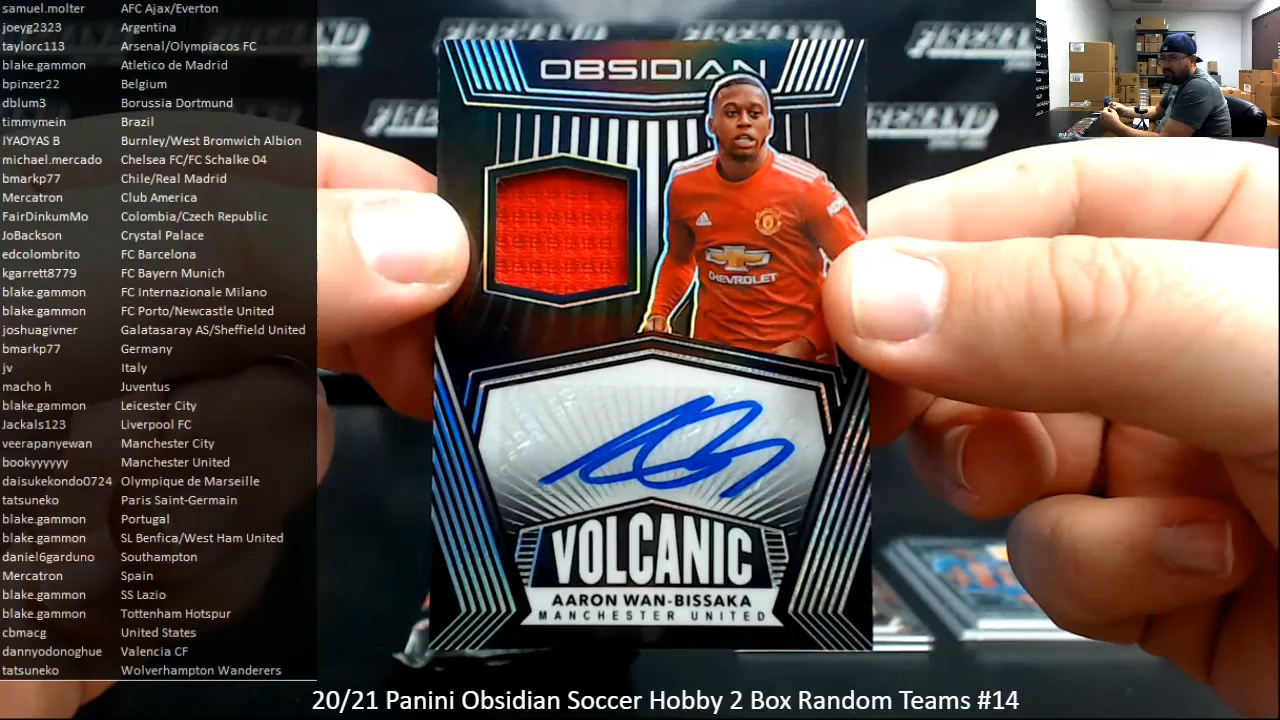 samuel.molter AFC Ajax/Everton
joeyg2323 Argentina
taylorc113 Arsenal/Olympiacos FC
blake.gammon Atletico de Madrid
bpinzer22 Belgium
dblum3 Borussia Dortmund
timmymein Brazil
IYAOYAS B Burnley/West Bromwich Albion
michael.mercado Chelsea FC/FC Schalke 04
bmarkp77 Chile/Real Madrid
Mercatron Club America
FairDinkumMo Colombia/Czech Republic
JoBackson Crystal Palace
edcolombrito FC Barcelona
kgarrett8779 FC Bayern Munich
blake.gammon FC Internazionale Milano
blake.gammon FC Porto/Newcastle United
joshuagivner Galatasaray AS/Sheffield United
bmarkp77 Germany
jv Italy
macho h Juventus
blake.gammon Leicester City
Jackals123 Liverpool FC
veerapanyewan Manchester City
bookyyyyyy Manchester United
daisukekondo0724 Olympique de Marseille
tatsuneko Paris Saint-Germain
blake.gammon Portugal
blake.gammon SL Benfica/West Ham United
daniel6garduno Southampton
Mercatron Spain
blake.gammon SS Lazio
blake.gammon Tottenham Hotspur
cbmacg United States
dannyodonoghue Valencia CF
tatsuneko Wolverhampton Wanderers
OBSIDIAN
CHEVROLET
VOLCANIC
AARON WAN-BISSAKA
MANCHESTER UNITED
20/21 Panini Obsidian Soccer Hobby 2 Box Random Teams #14